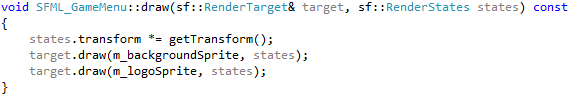 void SFML_GameMenu::draw(sf::RenderTarget& target, sf::RenderStates states) const
{
    states.transform *= getTransform();
    target.draw(m_backgroundSprite, states);
    target.draw(m_logoSprite, states);
}